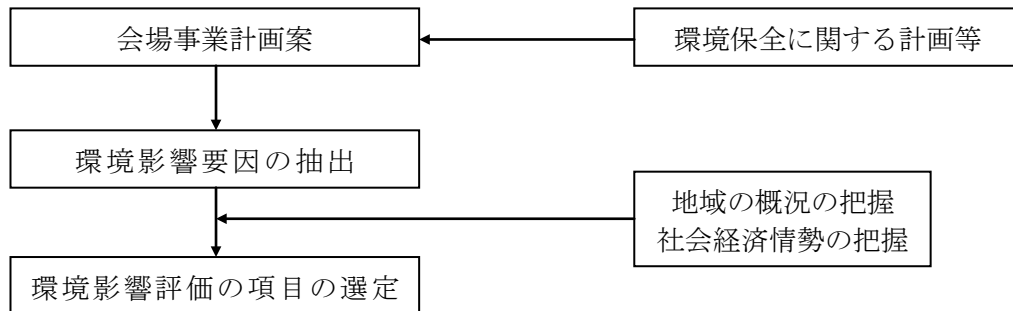 会場事業計画案
環境保全に関する計画等
環境影響要因の抽出
地域の概況の把握
社会経済情勢の把握
環境影響評価の項目の選定